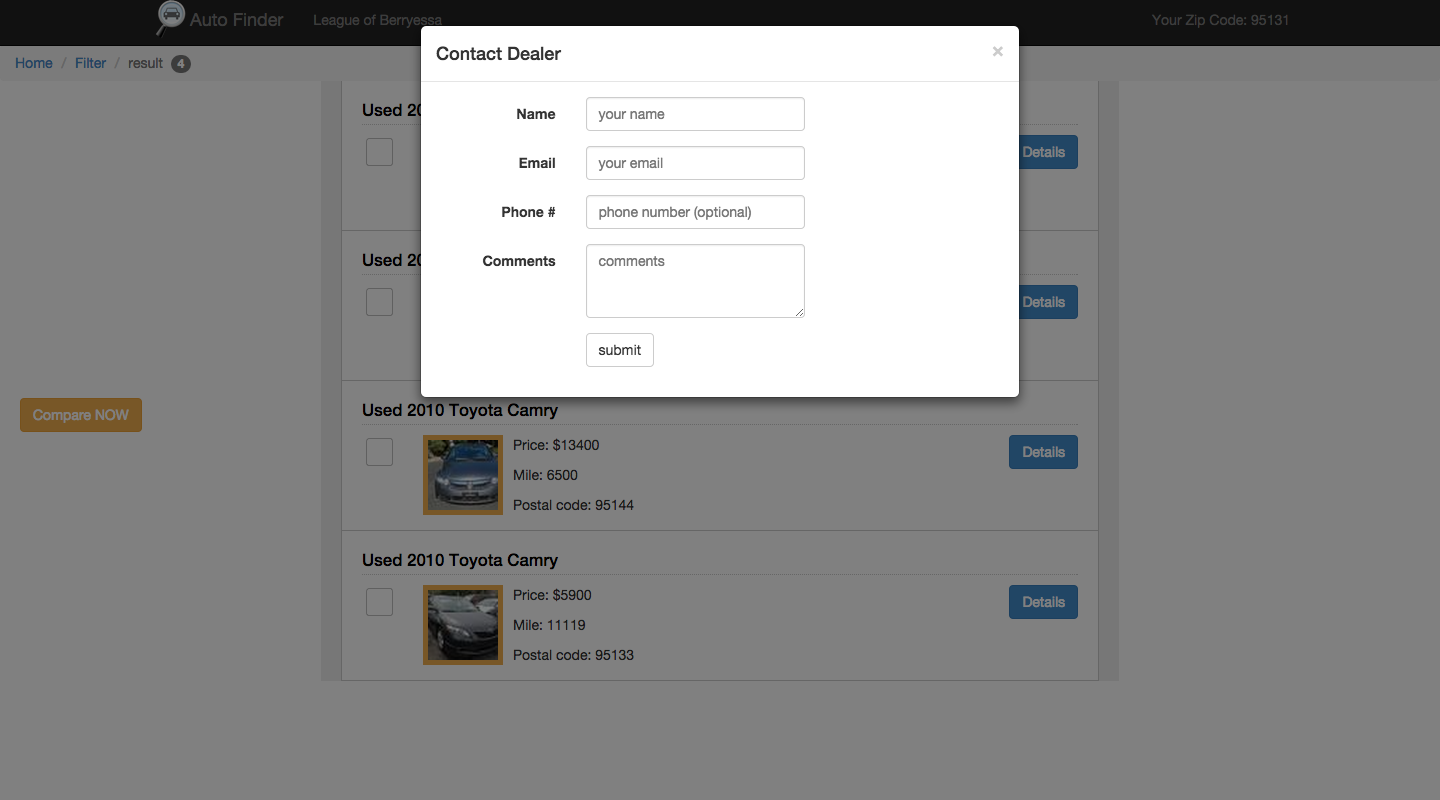 Auto Finder League of Berryessa Your Zip Code: 95131
Home / Filter / result 4
Contact Dealer ×
Name your name
Email your email
Phone # phone number (optional)
Comments comments
submit
Used 20
Details
Used 20
Details
Compare NOW
Used 2010 Toyota Camry
Price: $13400
Details
Mile: 6500
Postal code: 95144
Used 2010 Toyota Camry
Price: $5900
Details
Mile: 11119
Postal code: 95133